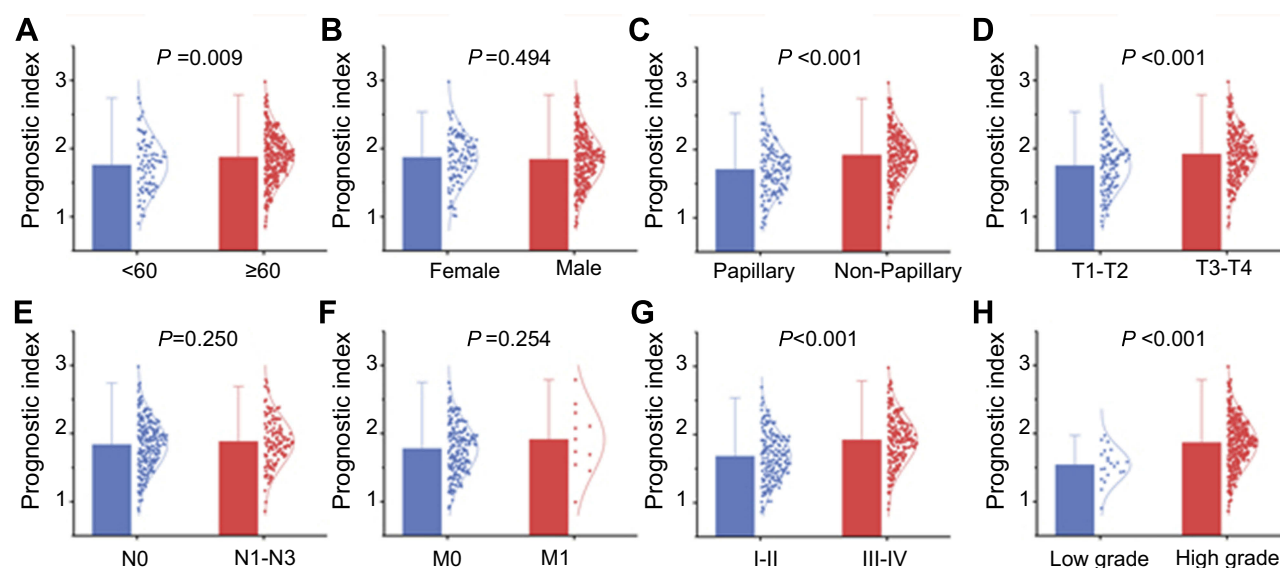 A
Prognostic index
P =0.009
3
2
1
<60
≥60
B
Prognostic index
P =0.494
3
2
1
Female
Male
C
Prognostic index
P <0.001
3
2
1
Papillary
Non-Papillary
D
Prognostic index
P <0.001
3
2
1
T1-T2
T3-T4
E
Prognostic index
P=0.250
3
2
1
N0
N1-N3
F
Prognostic index
P =0.254
3
2
1
M0
M1
G
Prognostic index
P<0.001
3
2
1
I-II
III-IV
H
Prognostic index
P <0.001
3
2
1
Low grade
High grade